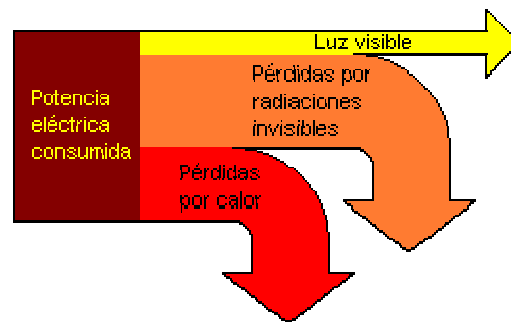 Luz visible
Pérdidas por
radiaciones
invisibles
Potencia
eléctrica
consumida
Pérdidas
por calor